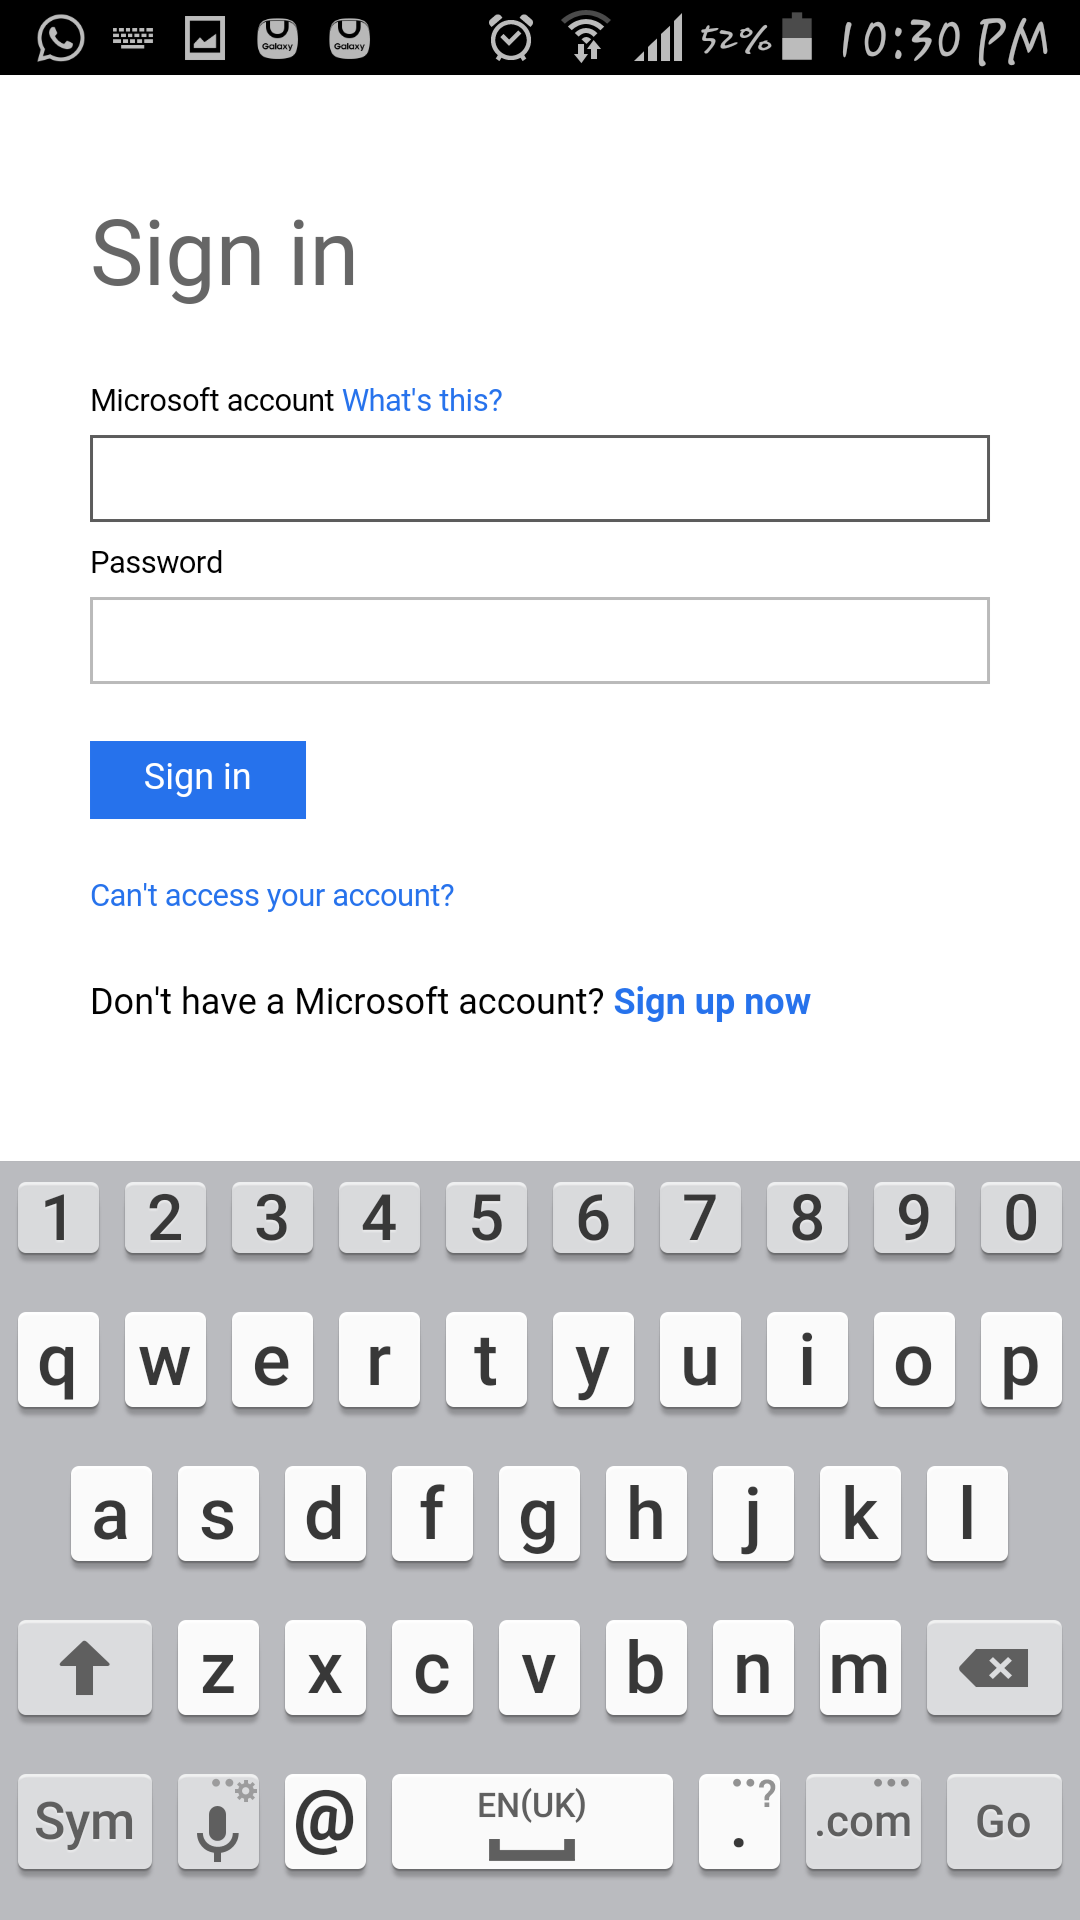 Galaxy Galaxy 52% 10:30 PM
Sign in
Microsoft account What's this?
Password
Sign in
Can't access your account?
Don't have a Microsoft account? Sign up now
1 2 3 4 5 6 7 8 9 0
q w e r t y u i o p
a s d f g h j k l
z x c v b n m
Sym @ EN(UK) . ? .com Go